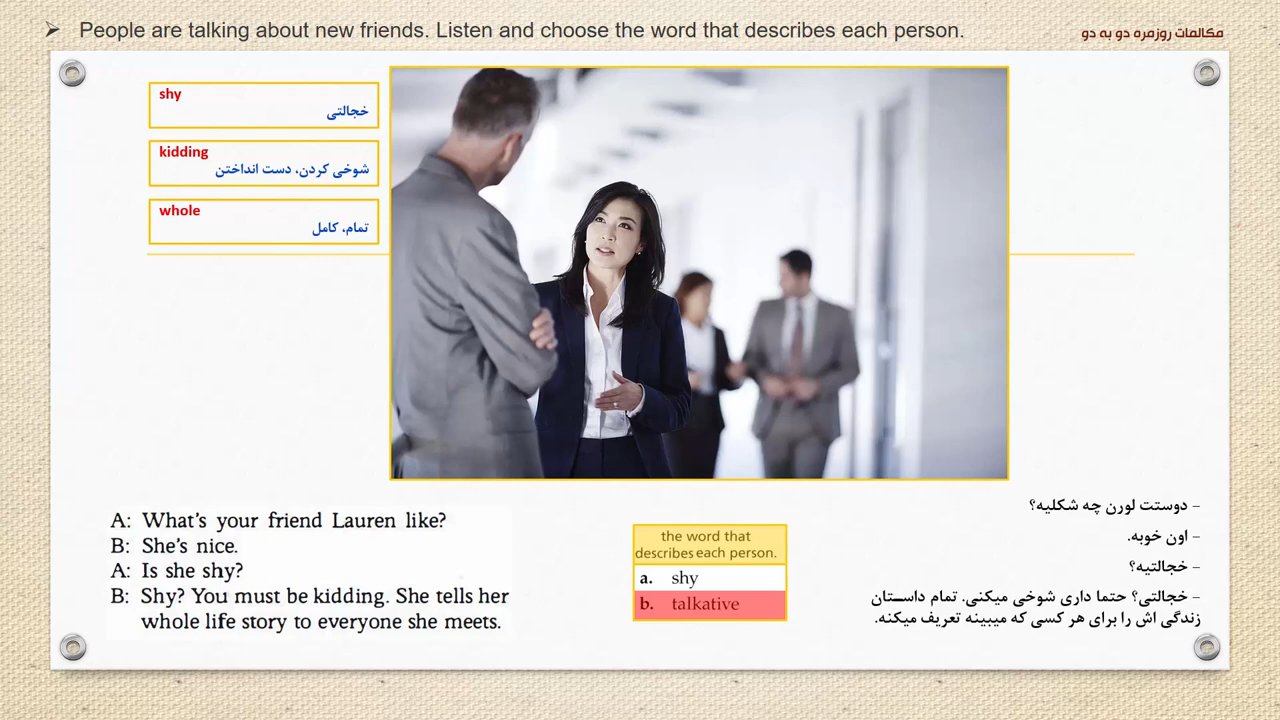 ➢ People are talking about new friends. Listen and choose the word that describes each person.
مکالمات روزمره دو به دو
shy
خجالتی
kidding
شوخی کردن، دست انداختن
whole
تمام، کامل
A: What's your friend Lauren like?
B: She's nice.
A: Is she shy?
B: Shy? You must be kidding. She tells her
whole life story to everyone she meets.
the word that
describes each person.
a. shy
b. talkative
- دوستت لورن چه شکلیه؟
- اون خوبه.
- خجالتیه؟
- خجالتی؟ حتما داری شوخی میکنی. تمام داستان
زندگی اش را برای هر کسی که میبینه تعریف میکنه.